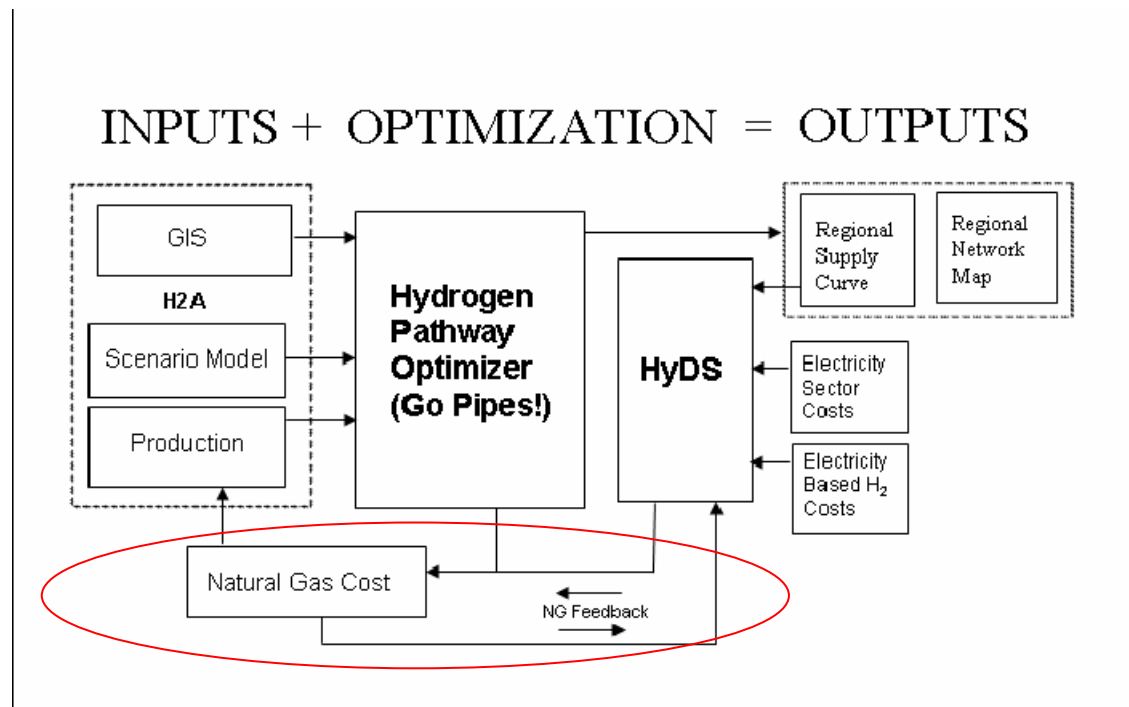 INPUTS + OPTIMIZATION = OUTPUTS
GIS
H2A
Scenario Model
Production
Hydrogen
Pathway
Optimizer
(Go Pipes!)
HyDS
Regional
Supply
Curve
Regional
Network
Map
Electricity
Sector
Costs
Electricity
Based H₂
Costs
Natural Gas Cost
NG Feedback